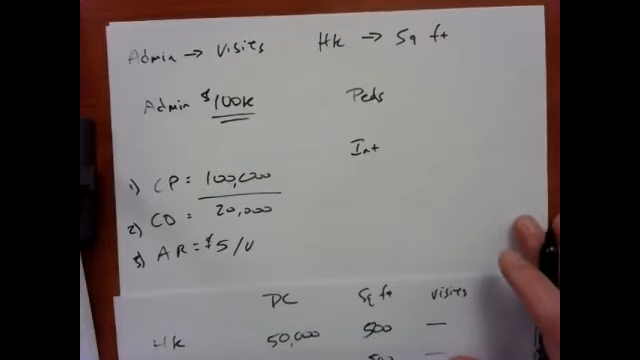 Admin → visits
Hk → Sq ft
Admin $100k
Peds
Int
1) CP = 100,000
2) CD = 20,000
3) AR = $5/v
DC Sq ft visits
Hk 50,000 500 —
500 —